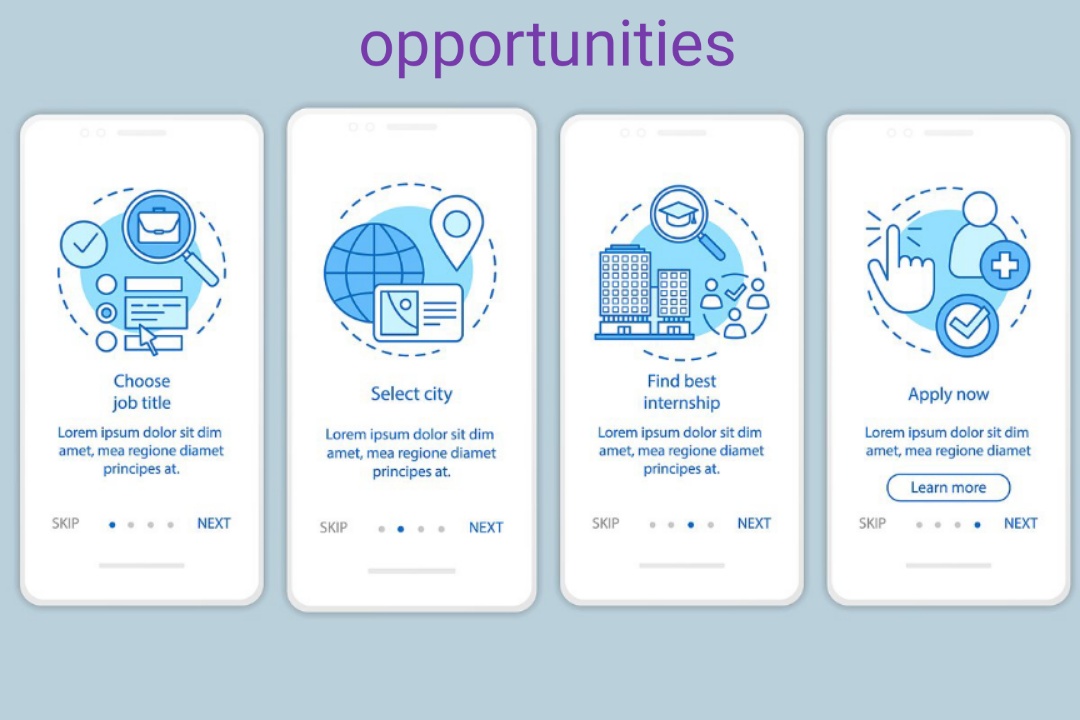 opportunities
Choose
job title
Lorem ipsum dolor sit dim
amet, mea regione diamet
principes at.
SKIP
NEXT
Select city
Lorem ipsum dolor sit dim
amet, mea regione diamet
principes at.
SKIP
NEXT
Find best
internship
Lorem ipsum dolor sit dim
amet, mea regione diamet
principes at.
SKIP
NEXT
Apply now
Lorem ipsum dolor sit dim
amet, mea regione diamet
Learn more
SKIP
NEXT